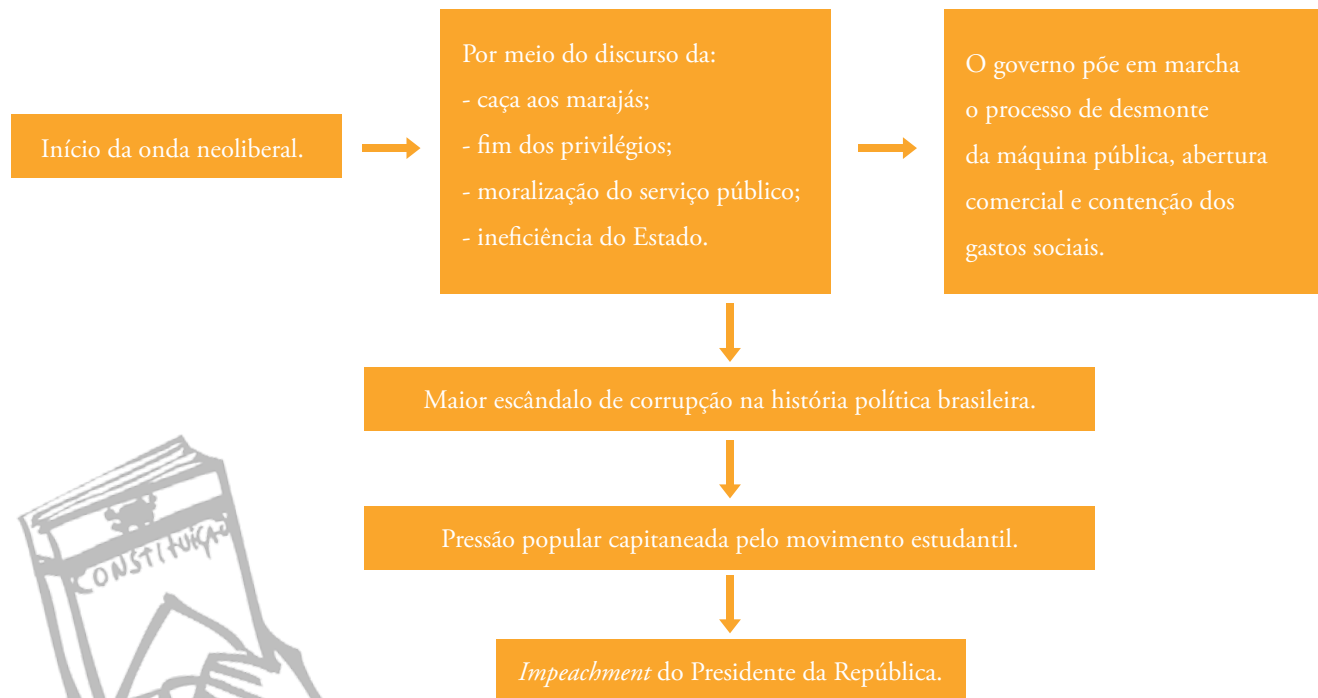 Início da onda neoliberal.
Por meio do discurso da:
- caça aos marajás;
- fim dos privilégios;
- moralização do serviço público;
- ineficiência do Estado.
O governo põe em marcha
o processo de desmonte
da máquina pública, abertura
comercial e contenção dos
gastos sociais.
Maior escândalo de corrupção na história política brasileira.
Pressão popular capitaneada pelo movimento estudantil.
Impeachment do Presidente da República.
CONSTITUIÇÃO